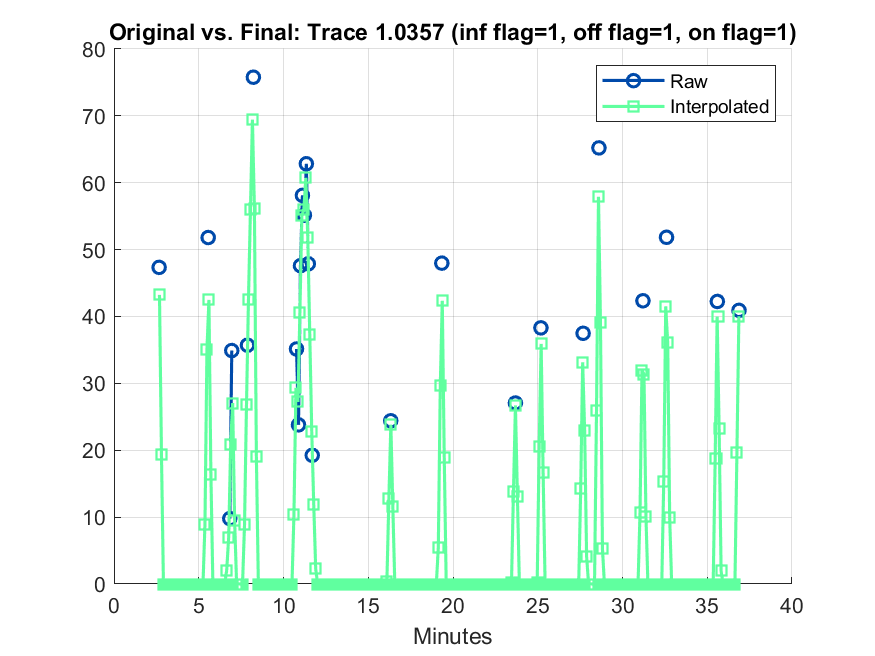 Original vs. Final: Trace 1.0357 (inf flag=1, off flag=1, on flag=1)
80
70
60
50
40
30
20
10
0
Raw
Interpolated
0 5 10 15 20 25 30 35 40
Minutes